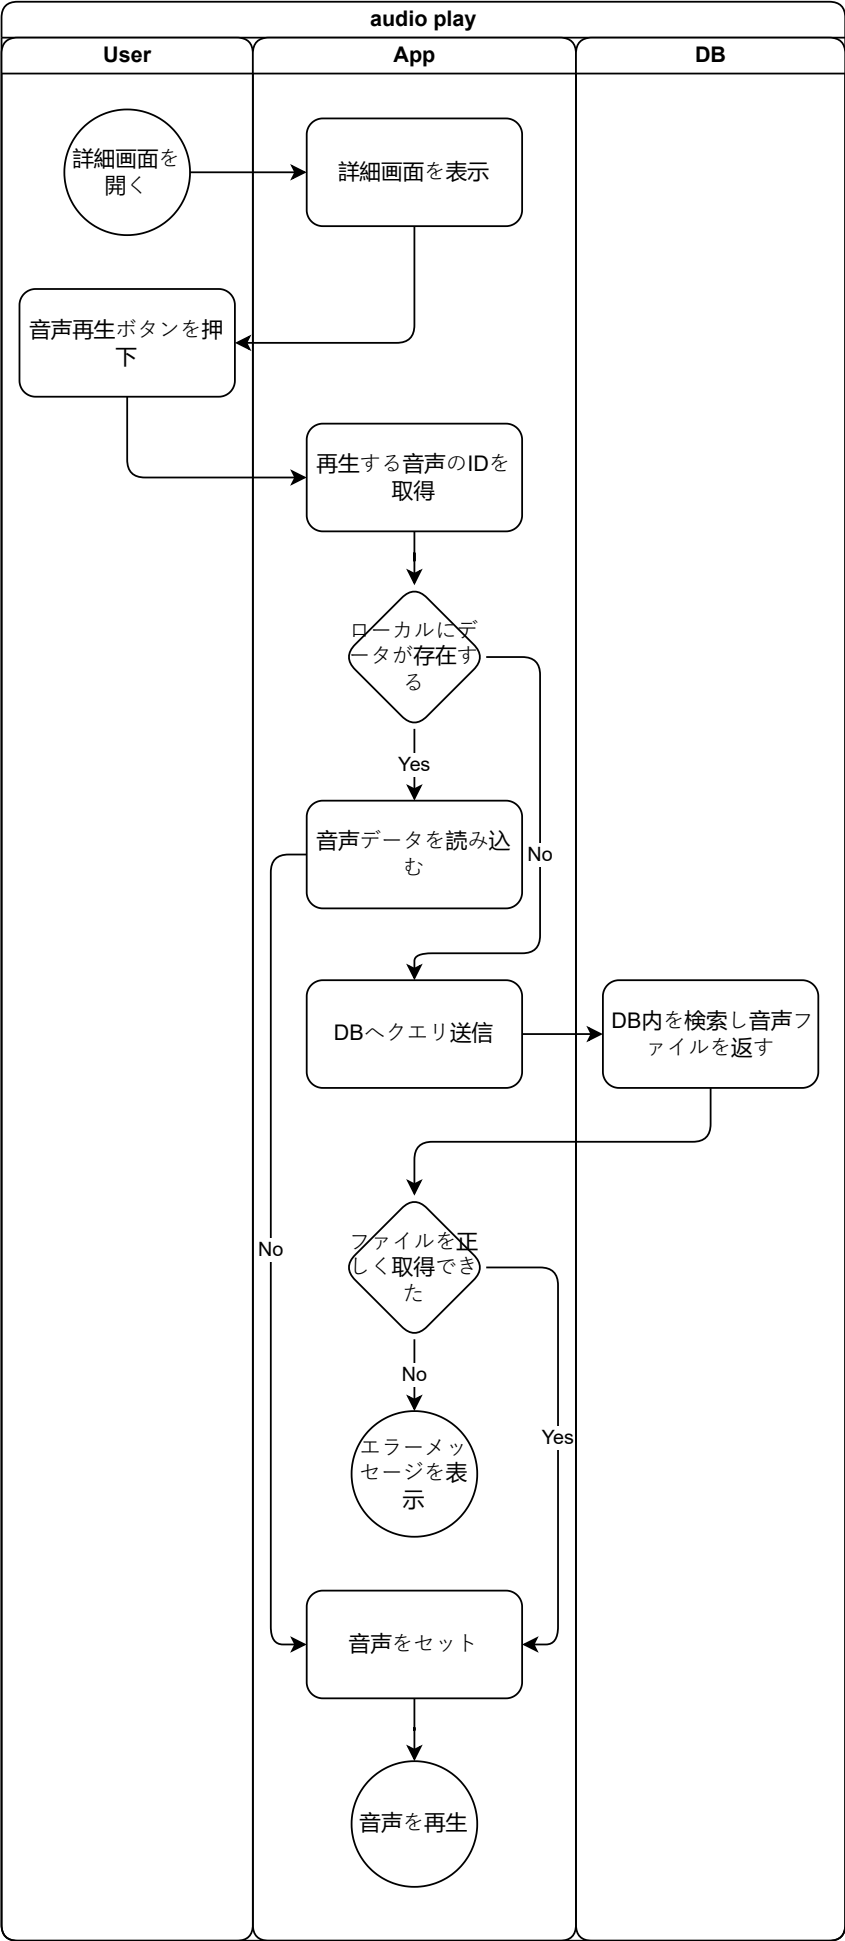 audio play
User
App
DB
詳細画面を
開く
詳細画面を表示
音声再生ボタンを押
下
再生する音声のIDを
取得
ローカルにデ
ータが存在す
る
Yes
音声データを読み込
む
No
DBへクエリ送信
DB内を検索し音声フ
ァイルを返す
ファイルを正
しく取得できた
た
No
No
エラーメッ
セージを表
示
Yes
音声をセット
音声を再生